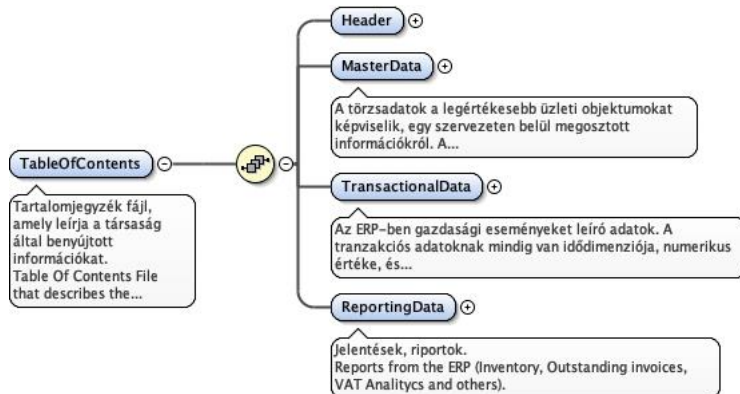 Header
MasterData
A törzsadatok a legértékesebb üzleti objektumokat
képviselik, egy szervezeten belül megosztott
információkról. A...
TableOfContents
Tartalomjegyzék fájl,
amely leírja a társaság
által benyújtott
információkat.
Table Of Contents File
that describes the...
TransactionalData
Az ERP-ben gazdasági eseményeket leíró adatok. A
tranzakciós adatoknak mindig van idődimenziója, numerikus
értéke, és...
ReportingData
Jelentések, riportok.
Reports from the ERP (Inventory, Outstanding invoices,
VAT Analitycs and others).